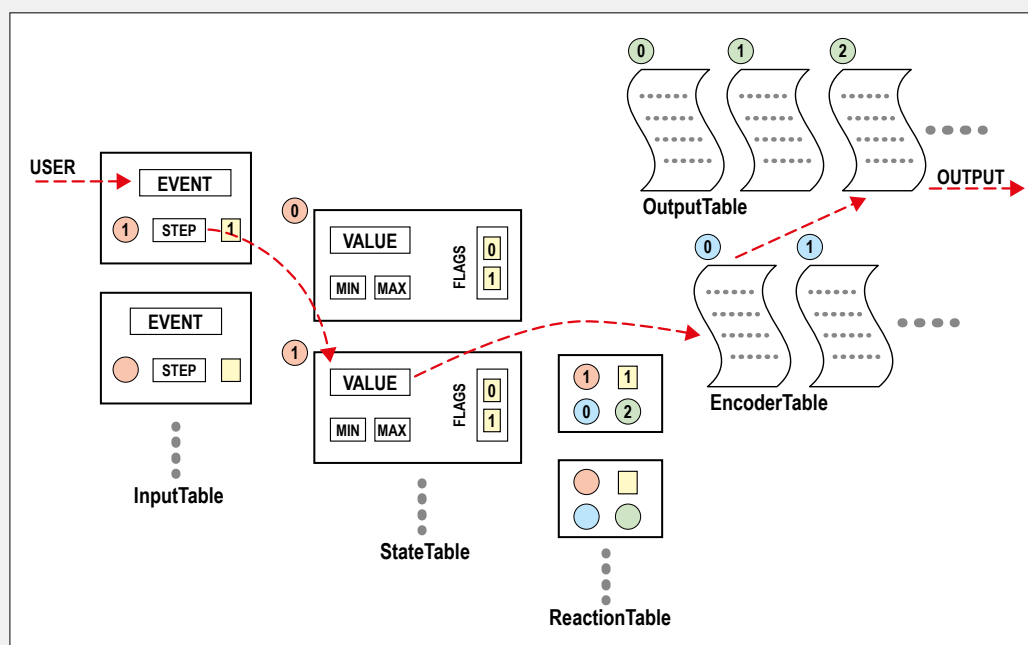 0 1 2
USER
EVENT
1 STEP 1
InputTable
EVENT
STEP
0
VALUE
MIN MAX
FLAGS
0
1
1
VALUE
MIN MAX
FLAGS
0
1
StateTable
1 1
0 2
ReactionTable
OutputTable
OUTPUT
0 1
EncoderTable